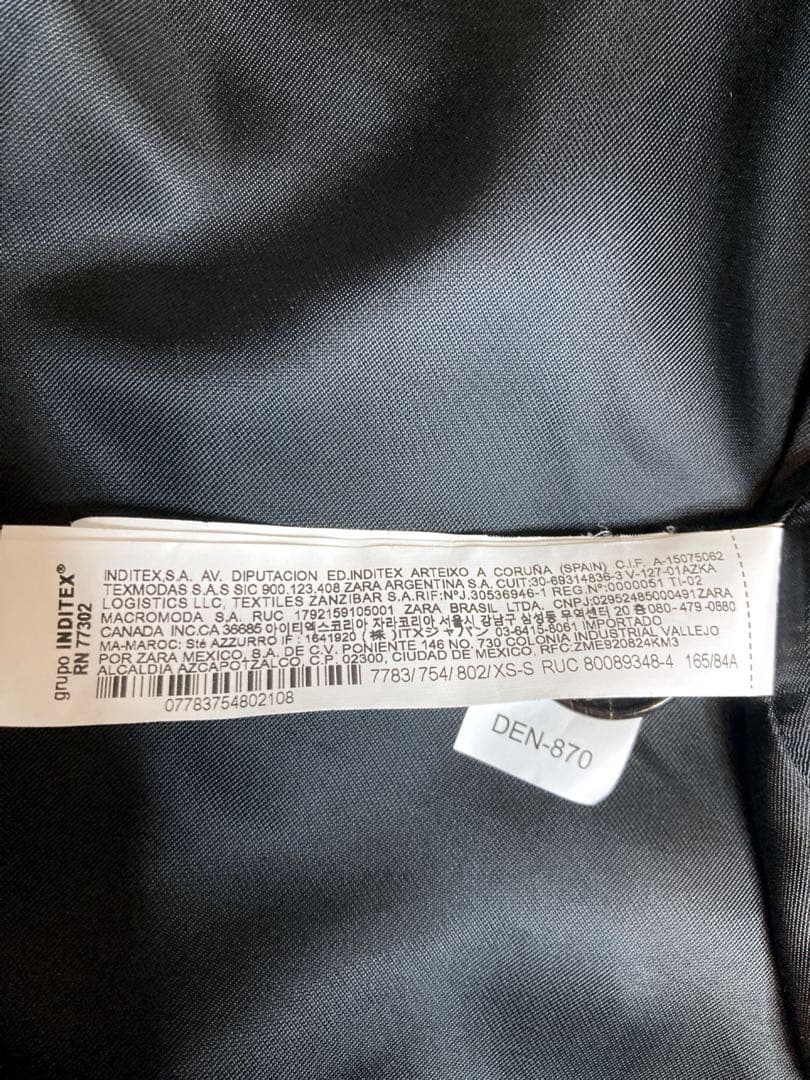 grupo INDITEX®
RN 77302
INDITEX,S.A. AV. DIPUTACION ED.INDITEX ARTEIXO A CORUÑA (SPAIN) C.I.F. A-15075062
TEXMODAS S.A.S SIC 900.123.408 ZARA ARGENTINA S.A. CUIT:30-69314836-3 V-127-01AZKA
LOGISTICS LLC, TEXTILES ZANZIBAR S.A.RIF:NºJ.30536946-1 REG.Nº:00000051 TI-02
MACROMODA S.A. RUC 1792159105001 ZARA BRASIL LTDA. CNPJ:02952485000491ZARA
CANADA INC.CA 36685 아이티엑스코리아 자라코리아 서울시 강남구 삼성동 무역센터 20 층 080-479-0880
MA-MAROC: Sté AZZURRO IF : 1641920 (株)ITXジャパン 03-6415-8061 IMPORTADO
POR ZARA MEXICO, S.A. DE C.V. PONIENTE 146 NO. 730 COLONIA INDUSTRIAL VALLEJO
ALCALDIA AZCAPOTZALCO, C.P. 02300, CIUDAD DE MEXICO. RFC:ZME920824KM3
7783/754/802/XS-S RUC 80089348-4 165/84A
07783754802108
DEN-870